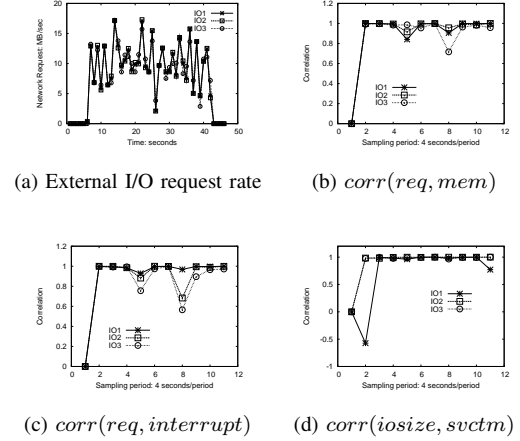 20
15
10
5
0
0 10 20 30 40 50
Network Request: MB/sec
Time: seconds
IO1
IO2
IO3
1.2
1
0.8
0.6
0.4
0.2
0
0 2 4 6 8 10 12
Correlation
Sampling period: 4 seconds/period
IO1
IO2
IO3
(a) External I/O request rate
(b) corr(req, mem)
1.2
1
0.8
0.6
0.4
0.2
0
0 2 4 6 8 10 12
Correlation
Sampling period: 4 seconds/period
IO1
IO2
IO3
1
0.5
0
-0.5
-1
0 2 4 6 8 10 12
Correlation
Sampling period: 4 seconds/period
IO1
IO2
IO3
(c) corr(req, interrupt)
(d) corr(iosize, svctm)